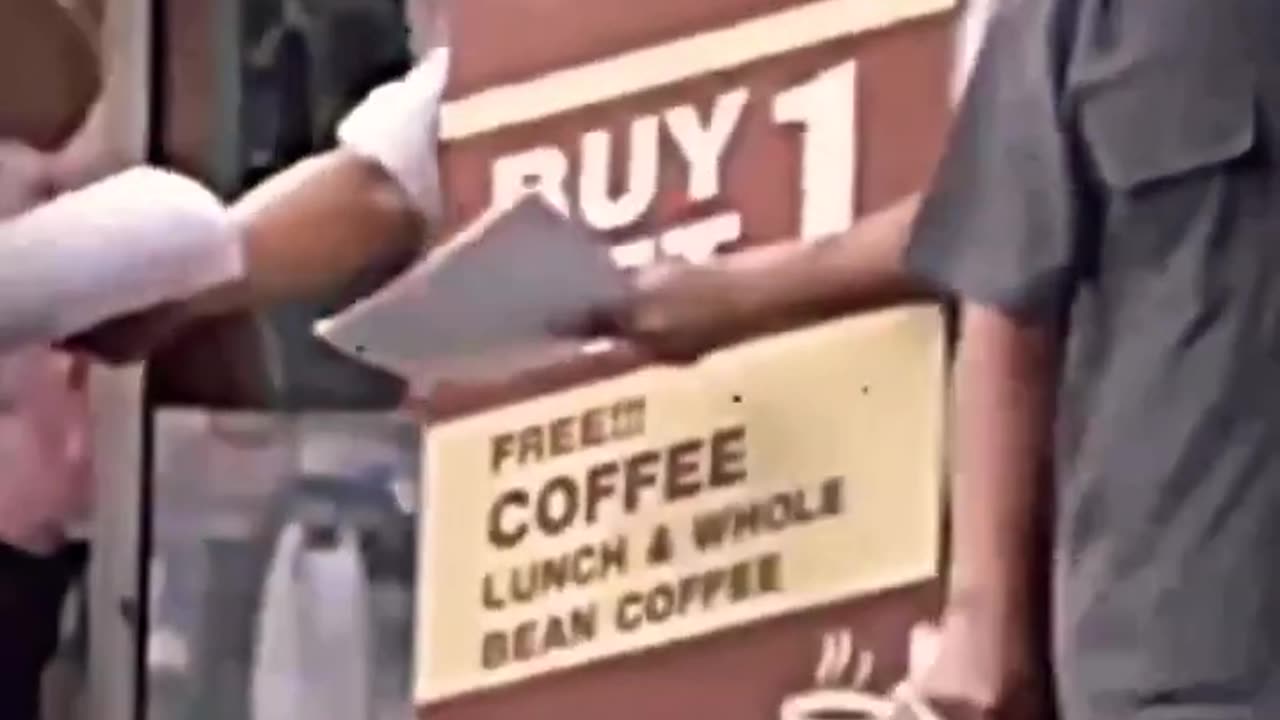 BUY 1
FREE!!!
COFFEE
LUNCH & WHOLE
BEAN COFFEE